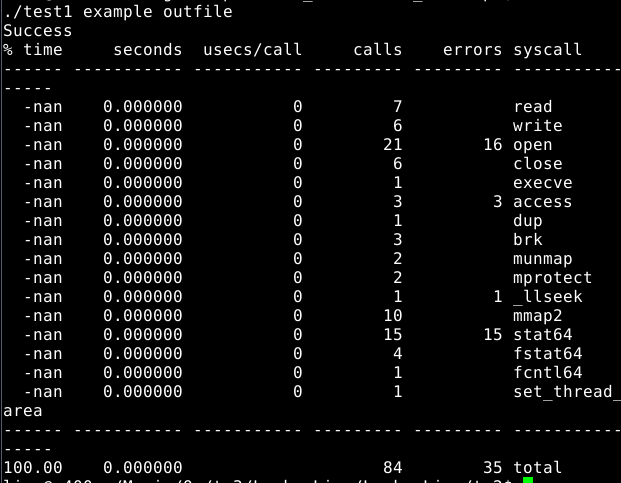 ./test1 example outfile
Success
% time     seconds  usecs/call     calls    errors syscall
------ ----------- ----------- --------- --------- -----------
-----
  -nan    0.000000           0         7           read
  -nan    0.000000           0         6           write
  -nan    0.000000           0        21        16 open
  -nan    0.000000           0         6           close
  -nan    0.000000           0         1           execve
  -nan    0.000000           0         3         3 access
  -nan    0.000000           0         1           dup
  -nan    0.000000           0         3           brk
  -nan    0.000000           0         2           munmap
  -nan    0.000000           0         2           mprotect
  -nan    0.000000           0         1         1 _llseek
  -nan    0.000000           0        10           mmap2
  -nan    0.000000           0        15        15 stat64
  -nan    0.000000           0         4           fstat64
  -nan    0.000000           0         1           fcntl64
  -nan    0.000000           0         1           set_thread_
area
------ ----------- ----------- --------- --------- -----------
-----
100.00    0.000000                    84        35 total